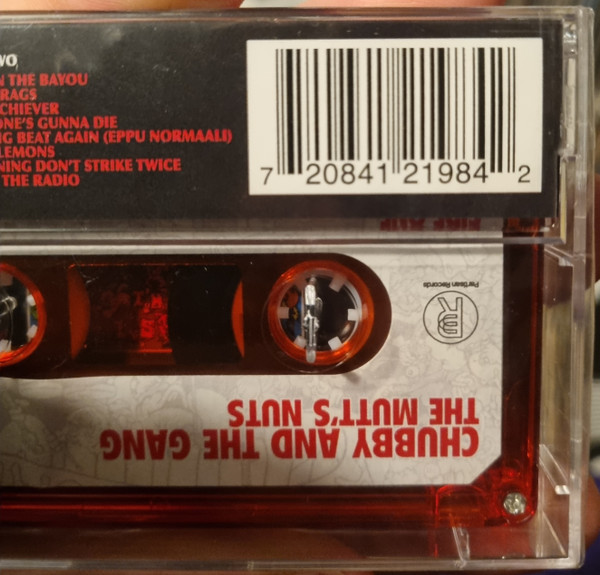 WO
N THE BAYOU
RAGS
CHIEVER
ONE'S GUNNA DIE
G BEAT AGAIN (EPPU NORMAALI)
LEMONS
NING DON'T STRIKE TWICE
THE RADIO
7 20841 21984 2
Partisan Records
CHUBBY AND THE GANG
THE MUTT'S NUTS